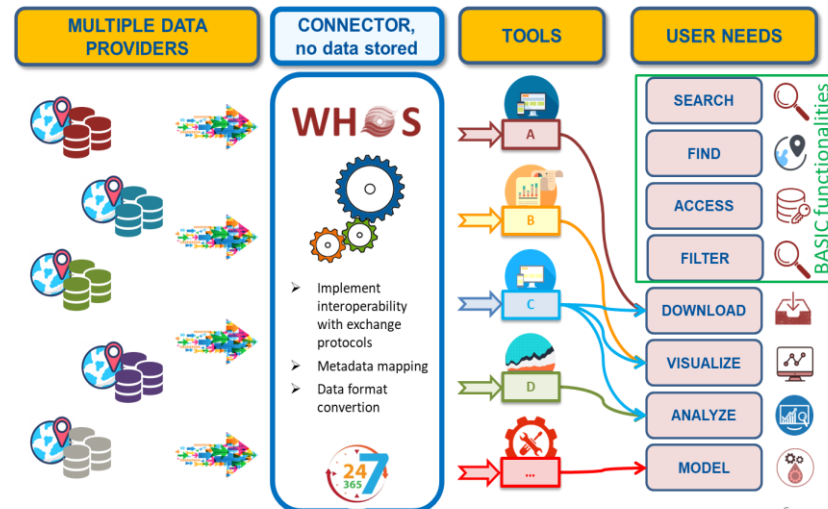 MULTIPLE DATA
PROVIDERS
CONNECTOR,
no data stored
TOOLS
USER NEEDS
WHOS
Implement
interoperability
with exchange
protocols
Metadata mapping
Data format
convertion
24
7
365
A
B
C
D
...
SEARCH
FIND
ACCESS
FILTER
BASIC functionalities
DOWNLOAD
VISUALIZE
ANALYZE
MODEL